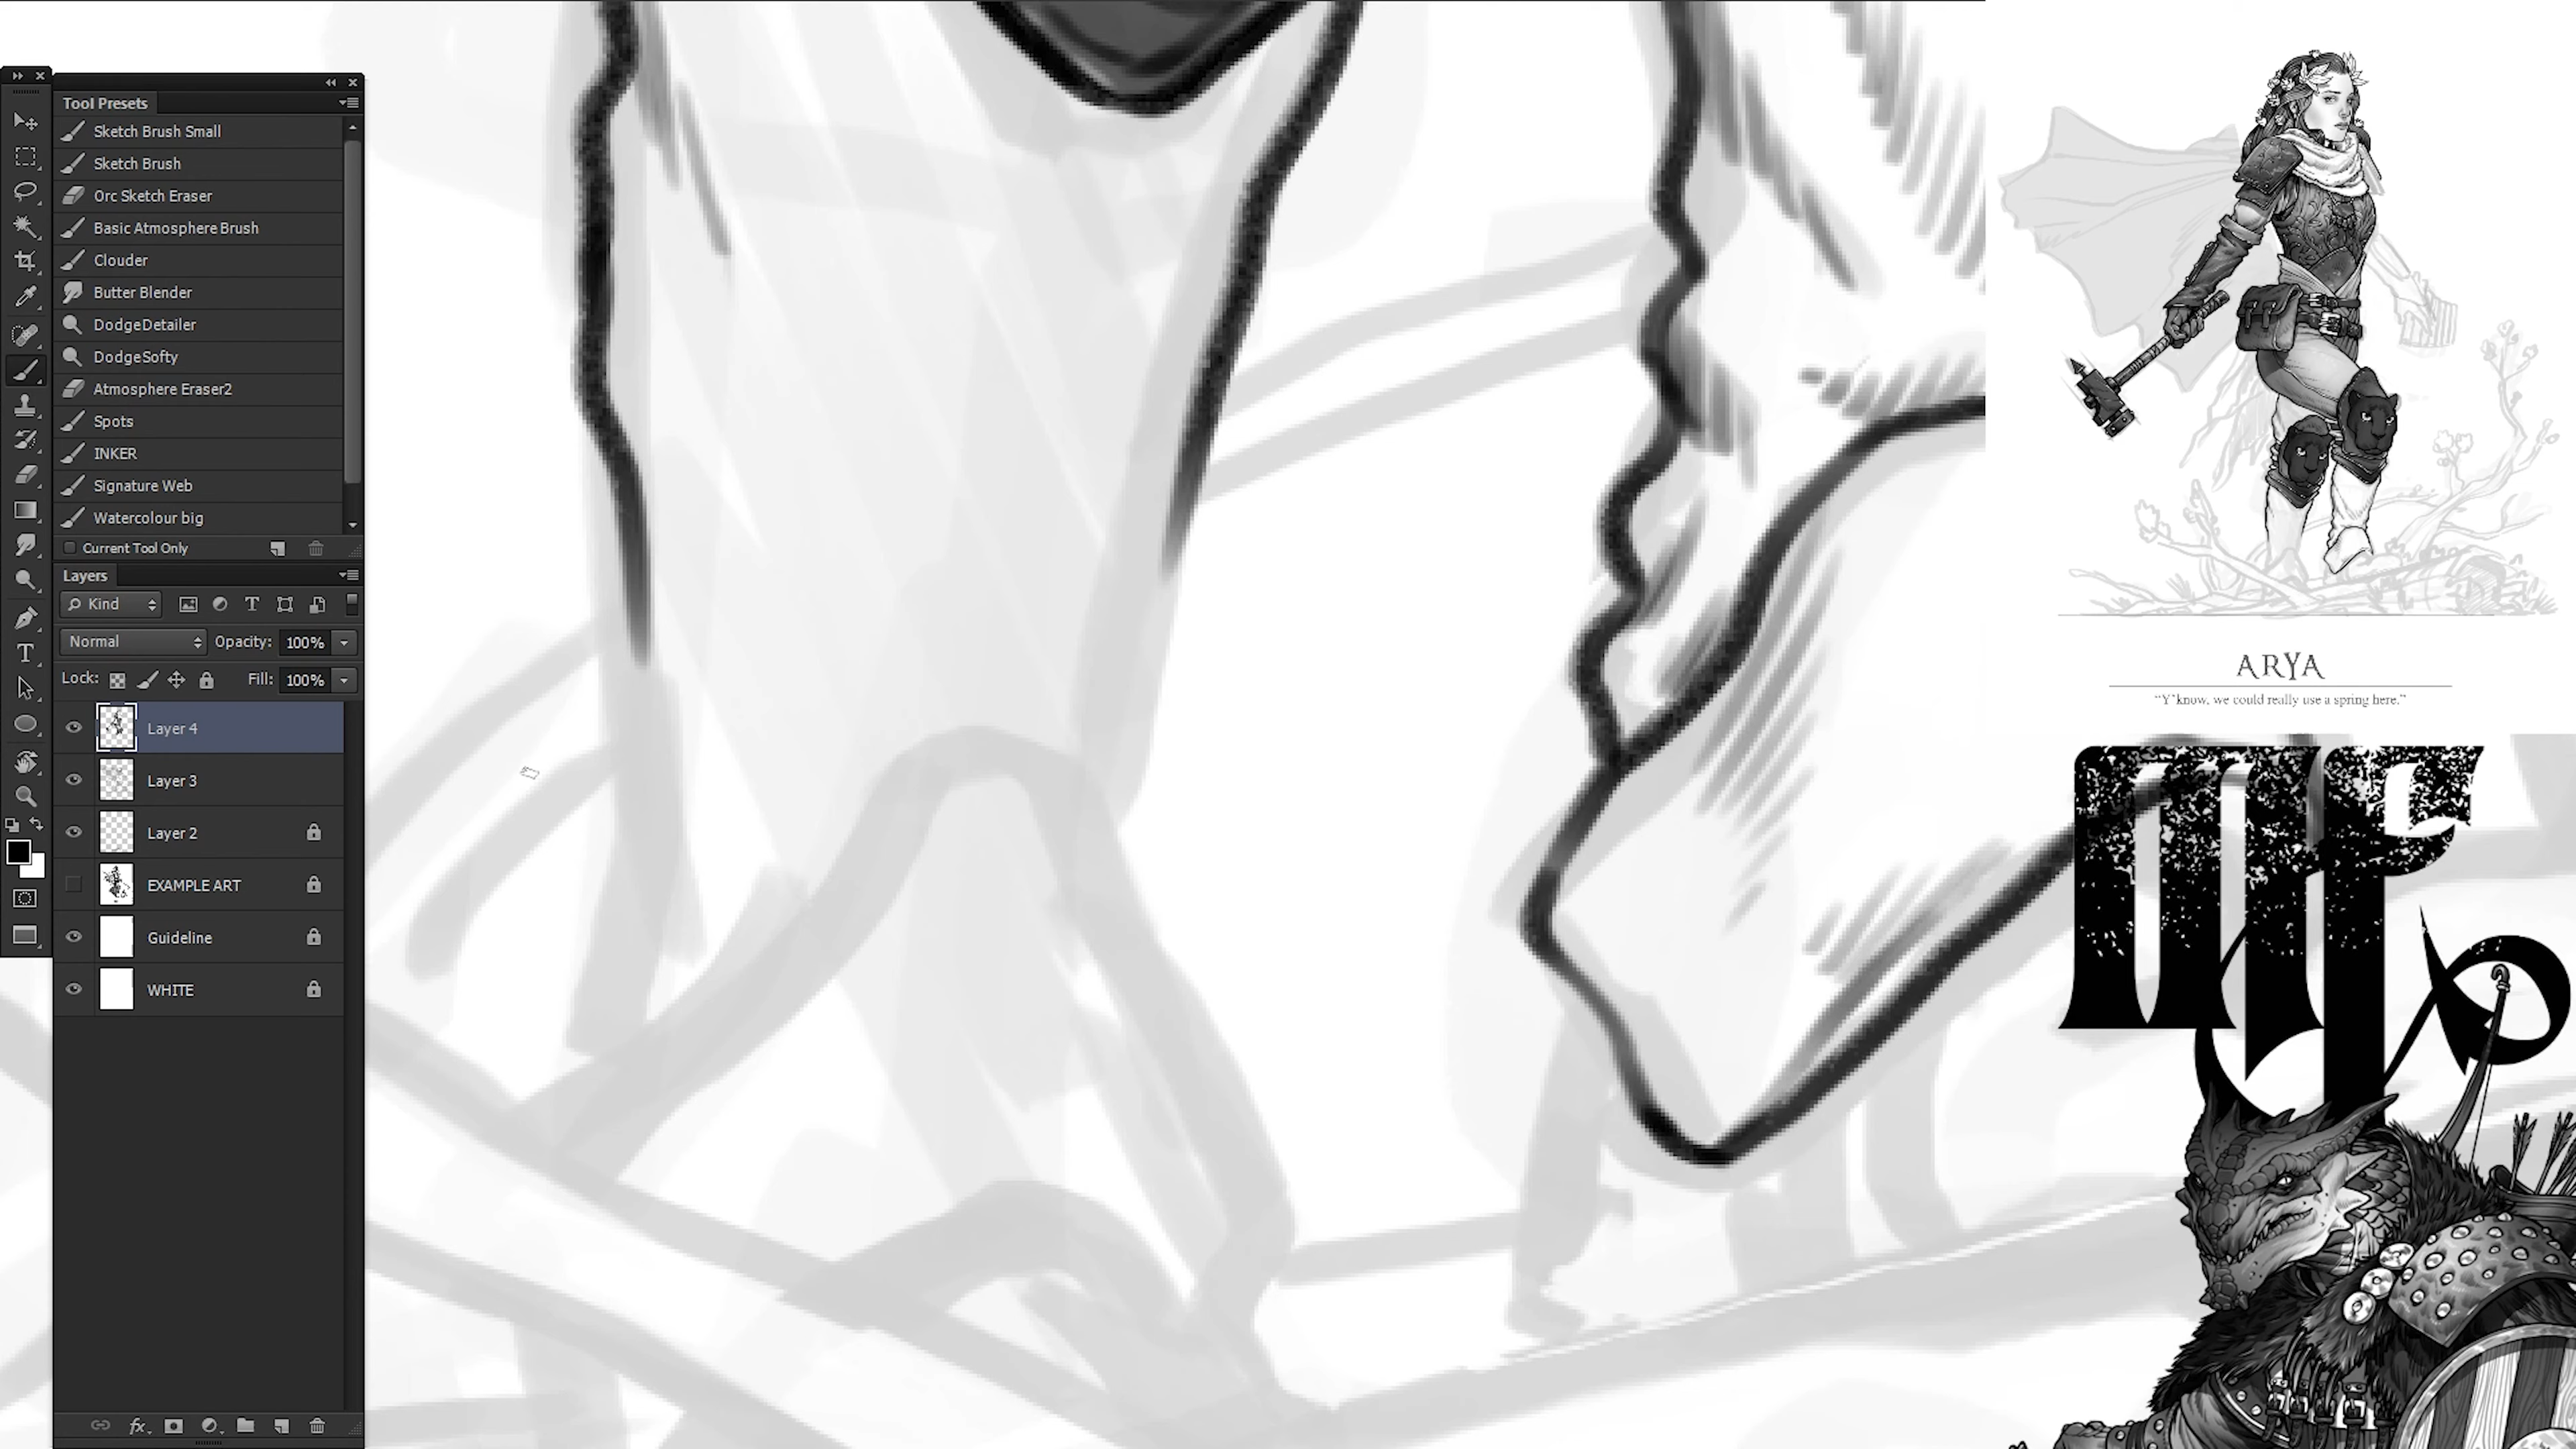 Tool Presets
Sketch Brush Small
Sketch Brush
Orc Sketch Eraser
Basic Atmosphere Brush
Clouder
Butter Blender
DodgeDetailer
DodgeSofty
Atmosphere Eraser2
Spots
INKER
Signature Web
Watercolour big
Current Tool Only
Layers
Kind
Normal Opacity: 100%
Lock: Fill: 100%
Layer 4
Layer 3
Layer 2
EXAMPLE ART
Guideline
WHITE
fx
ARYA
"Y'know, we could really use a spring here."